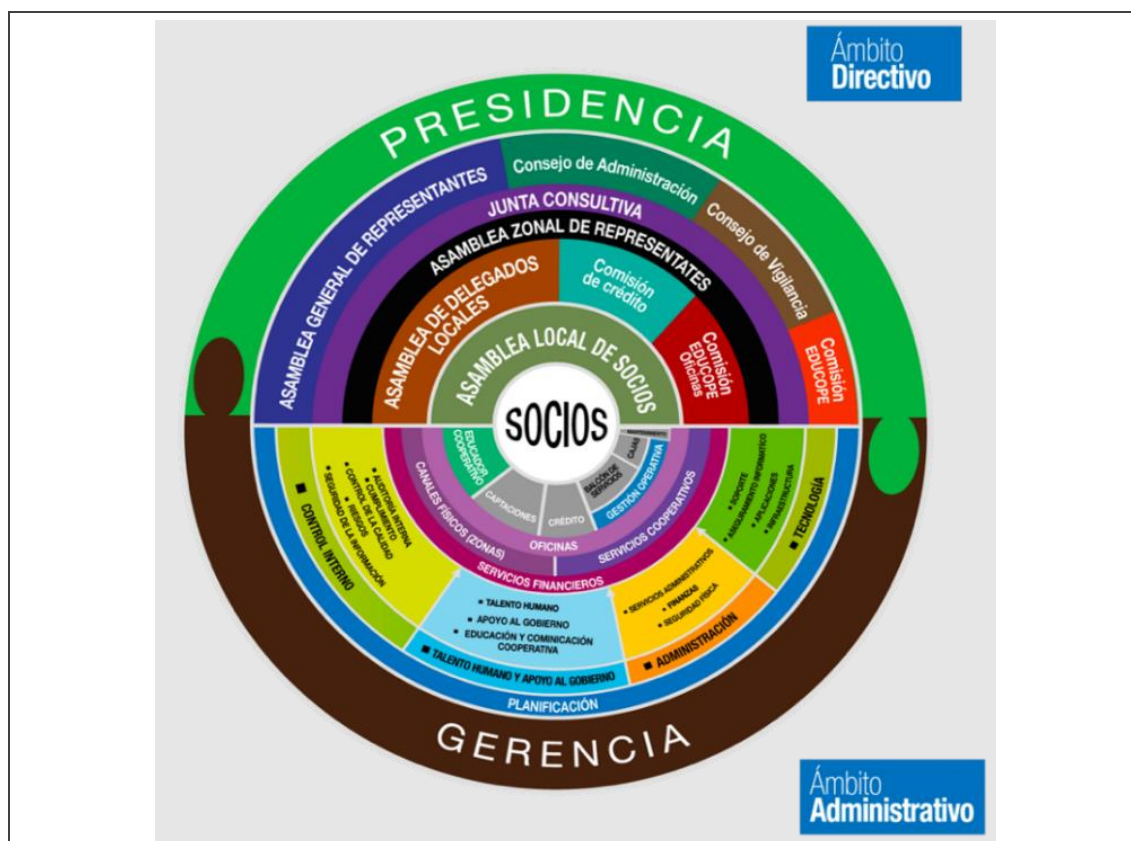 Ámbito
Directivo
PRESIDENCIA
ASAMBLEA GENERAL DE REPRESENTANTES
Consejo de Administración
Consejo de Vigilancia
Comisión
EDUCOPE
JUNTA CONSULTIVA
ASAMBLEA ZONAL DE REPRESENTATES
ASAMBLEA DE DELEGADOS
LOCALES
Comisión
de crédito
Comisión
EDUCOPE
Oficinas
ASAMBLEA LOCAL DE SOCIOS
SOCIOS
EDUCADOR
COOPERATIVO
CAPTACIONES
CRÉDITO
BALCÓN DE
SERVICIOS
CAJAS
MANTENIMIENTO
GESTIÓN OPERATIVA
OFICINAS
CANALES FÍSICOS (ZONAS)
SERVICIOS COOPERATIVOS
SERVICIOS FINANCIEROS
▪ AUDITORIA INTERNA
▪ CUMPLIMIENTO
▪ CONTROL DE LA CALIDAD
▪ RIESGOS
▪ SEGURIDAD DE LA INFORMACIÓN
■ CONTROL INTERNO
▪ TALENTO HUMANO
▪ APOYO AL GOBIERNO
▪ EDUCACIÓN Y COMINICACIÓN
COOPERATIVA
■ TALENTO HUMANO Y APOYO AL GOBIERNO
▪ SERVICIOS ADMINISTRATIVOS
▪ FINANZAS
▪ SEGURIDAD FÍSICA
■ ADMINISTRACIÓN
▪ SOPORTE
▪ ASEGURAMIENTO INFORMATÍCO
▪ APLICACIONES
▪ INFRAESTRUCTURA
■ TECNOLOGÍA
PLANIFICACIÓN
GERENCIA
Ámbito
Administrativo